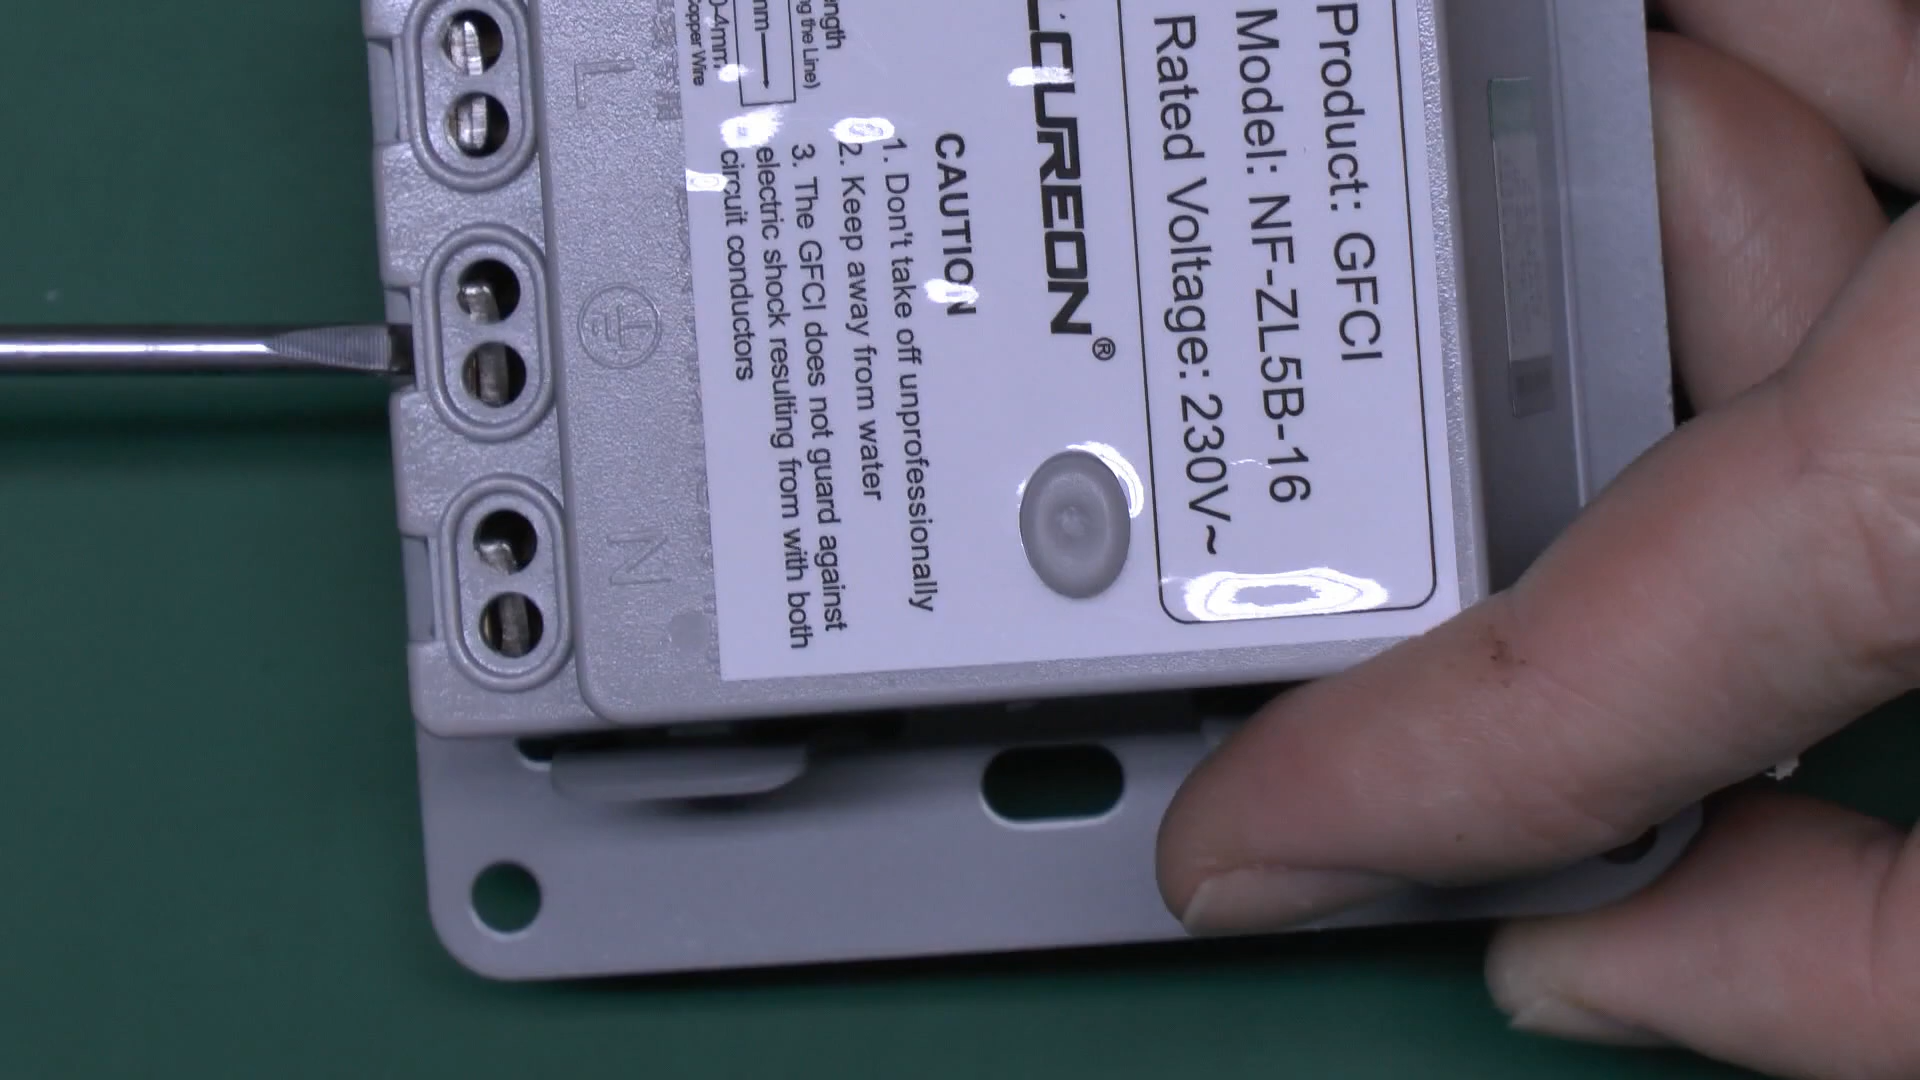 Product: GFCI
Model: NF-ZL5B-16
Rated Voltage: 230V~
CUREON®
CAUTION
1. Don't take off unprofessionally
2. Keep away from water
3. The GFCI does not guard against
electric shock resulting from with both
circuit conductors
the Line)
Copper Wire
L
N